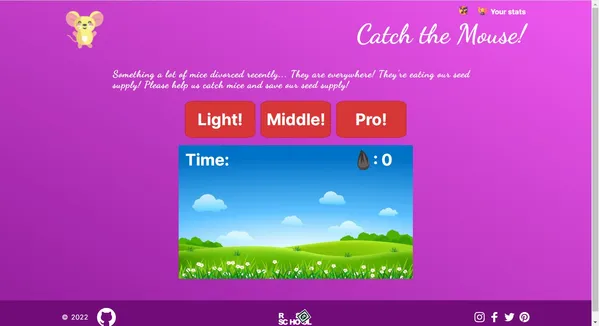 Your stats
Catch the Mouse!
Something a lot of mice divorced recently... They are everywhere! They're eating our seed
supply! Please help us catch mice and save our seed supply!
Light! Middle! Pro!
Time: : 0
© 2022
RS SCHOOL